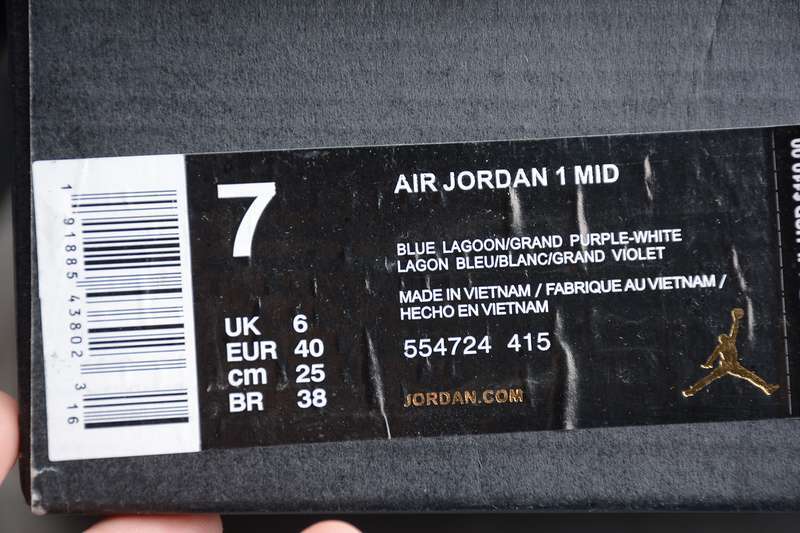 1 91885 43802 3 16
7
UK 6
EUR 40
cm 25
BR 38
AIR JORDAN 1 MID
BLUE LAGOON/GRAND PURPLE-WHITE
LAGON BLEU/BLANC/GRAND VIOLET
MADE IN VIETNAM / FABRIQUE AU VIETNAM /
HECHO EN VIETNAM
554724 415
JORDAN.COM